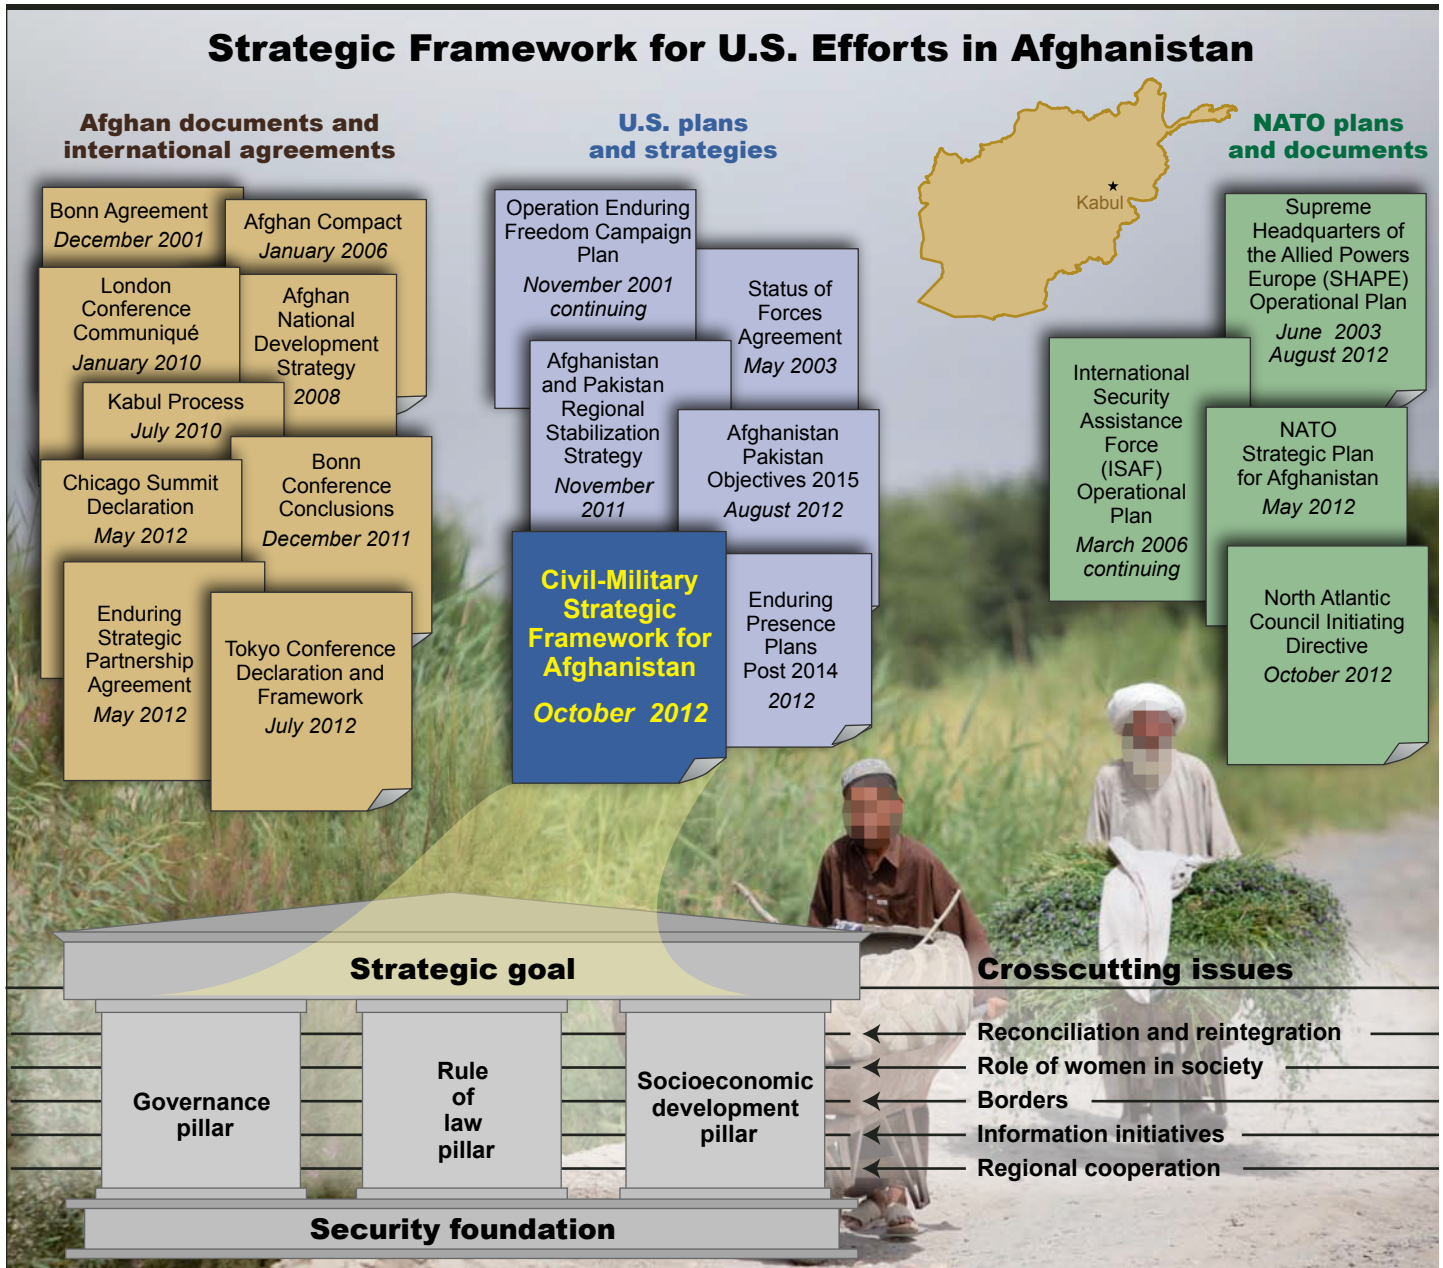 Strategic Framework for U.S. Efforts in Afghanistan
Afghan documents and
international agreements
Bonn Agreement
December 2001
Afghan Compact
January 2006
London
Conference
Communiqué
January 2010
Afghan
National
Development
Strategy
2008
Kabul Process
July 2010
Bonn
Conference
Conclusions
December 2011
Chicago Summit
Declaration
May 2012
Enduring
Strategic
Partnership
Agreement
May 2012
Tokyo Conference
Declaration and
Framework
July 2012
U.S. plans
and strategies
Operation Enduring
Freedom Campaign
Plan
November 2001
continuing
Status of
Forces
Agreement
May 2003
Afghanistan
and Pakistan
Regional
Stabilization
Strategy
November
2011
Afghanistan
Pakistan
Objectives 2015
August 2012
Civil-Military
Strategic
Framework for
Afghanistan
October 2012
Enduring
Presence
Plans
Post 2014
2012
Kabul
NATO plans
and documents
Supreme
Headquarters of
the Allied Powers
Europe (SHAPE)
Operational Plan
June 2003
August 2012
International
Security
Assistance
Force
(ISAF)
Operational
Plan
March 2006
continuing
NATO
Strategic Plan
for Afghanistan
May 2012
North Atlantic
Council Initiating
Directive
October 2012
Strategic goal
Governance
pillar
Rule
of
law
pillar
Socioeconomic
development
pillar
Security foundation
Crosscutting issues
Reconciliation and reintegration
Role of women in society
Borders
Information initiatives
Regional cooperation